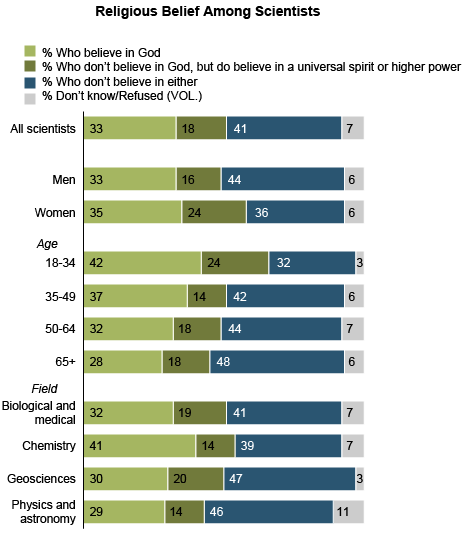 Religious Belief Among Scientists
% Who believe in God
% Who don't believe in God, but do believe in a universal spirit or higher power
% Who don't believe in either
% Don't know/Refused (VOL.)
All scientists 33 18 41 7
Men 33 16 44 6
Women 35 24 36 6
Age
18-34 42 24 32 3
35-49 37 14 42 6
50-64 32 18 44 7
65+ 28 18 48 6
Field
Biological and
medical 32 19 41 7
Chemistry 41 14 39 7
Geosciences 30 20 47 3
Physics and
astronomy 29 14 46 11